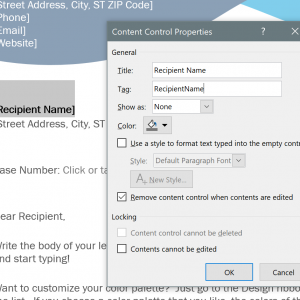 Street Address, City, ST ZIP Code]
Phone]
Email]
Website]
Recipient Name]
Street Address, City, ST
ase Number: Click or ta
ear Recipient,
Write the body of your le
and start typing!
Want to customize your color palette? Just go to the Design ribbo
Content Control Properties
?
General
Title: Recipient Name
Tag: RecipientName
Show as: None
Color:
Use a style to format text typed into the empty contr
Style: Default Paragraph Font
New Style...
Remove content control when contents are edited
Locking
Content control cannot be deleted
Contents cannot be edited
OK Cancel